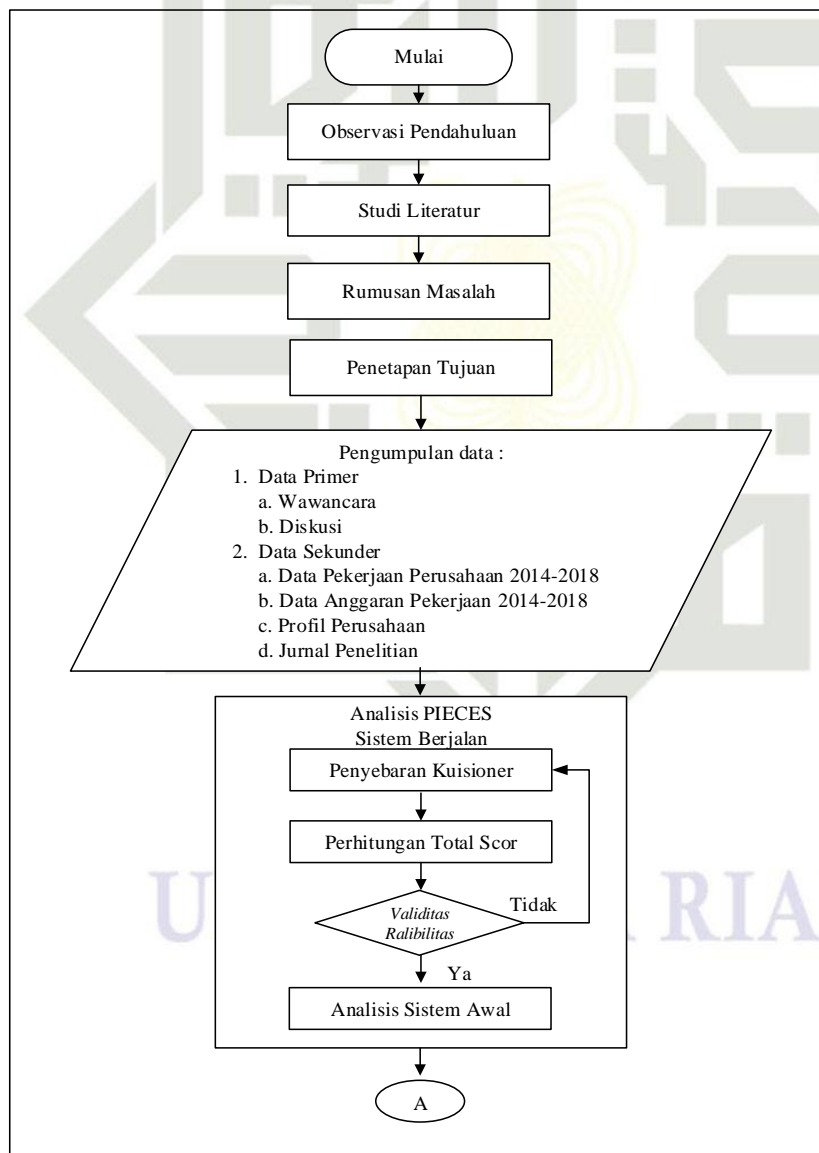 Mulai
Observasi Pendahuluan
Studi Literatur
Rumusan Masalah
Penetapan Tujuan
Pengumpulan data :
1. Data Primer
a. Wawancara
b. Diskusi
2. Data Sekunder
a. Data Pekerjaan Perusahaan 2014-2018
b. Data Anggaran Pekerjaan 2014-2018
c. Profil Perusahaan
d. Jurnal Penelitian
Analisis PIECES
Sistem Berjalan
Penyebaran Kuisioner
Perhitungan Total Scor
Validitas
Ralibilitas
Tidak
Ya
Analisis Sistem Awal
A
U
RIA